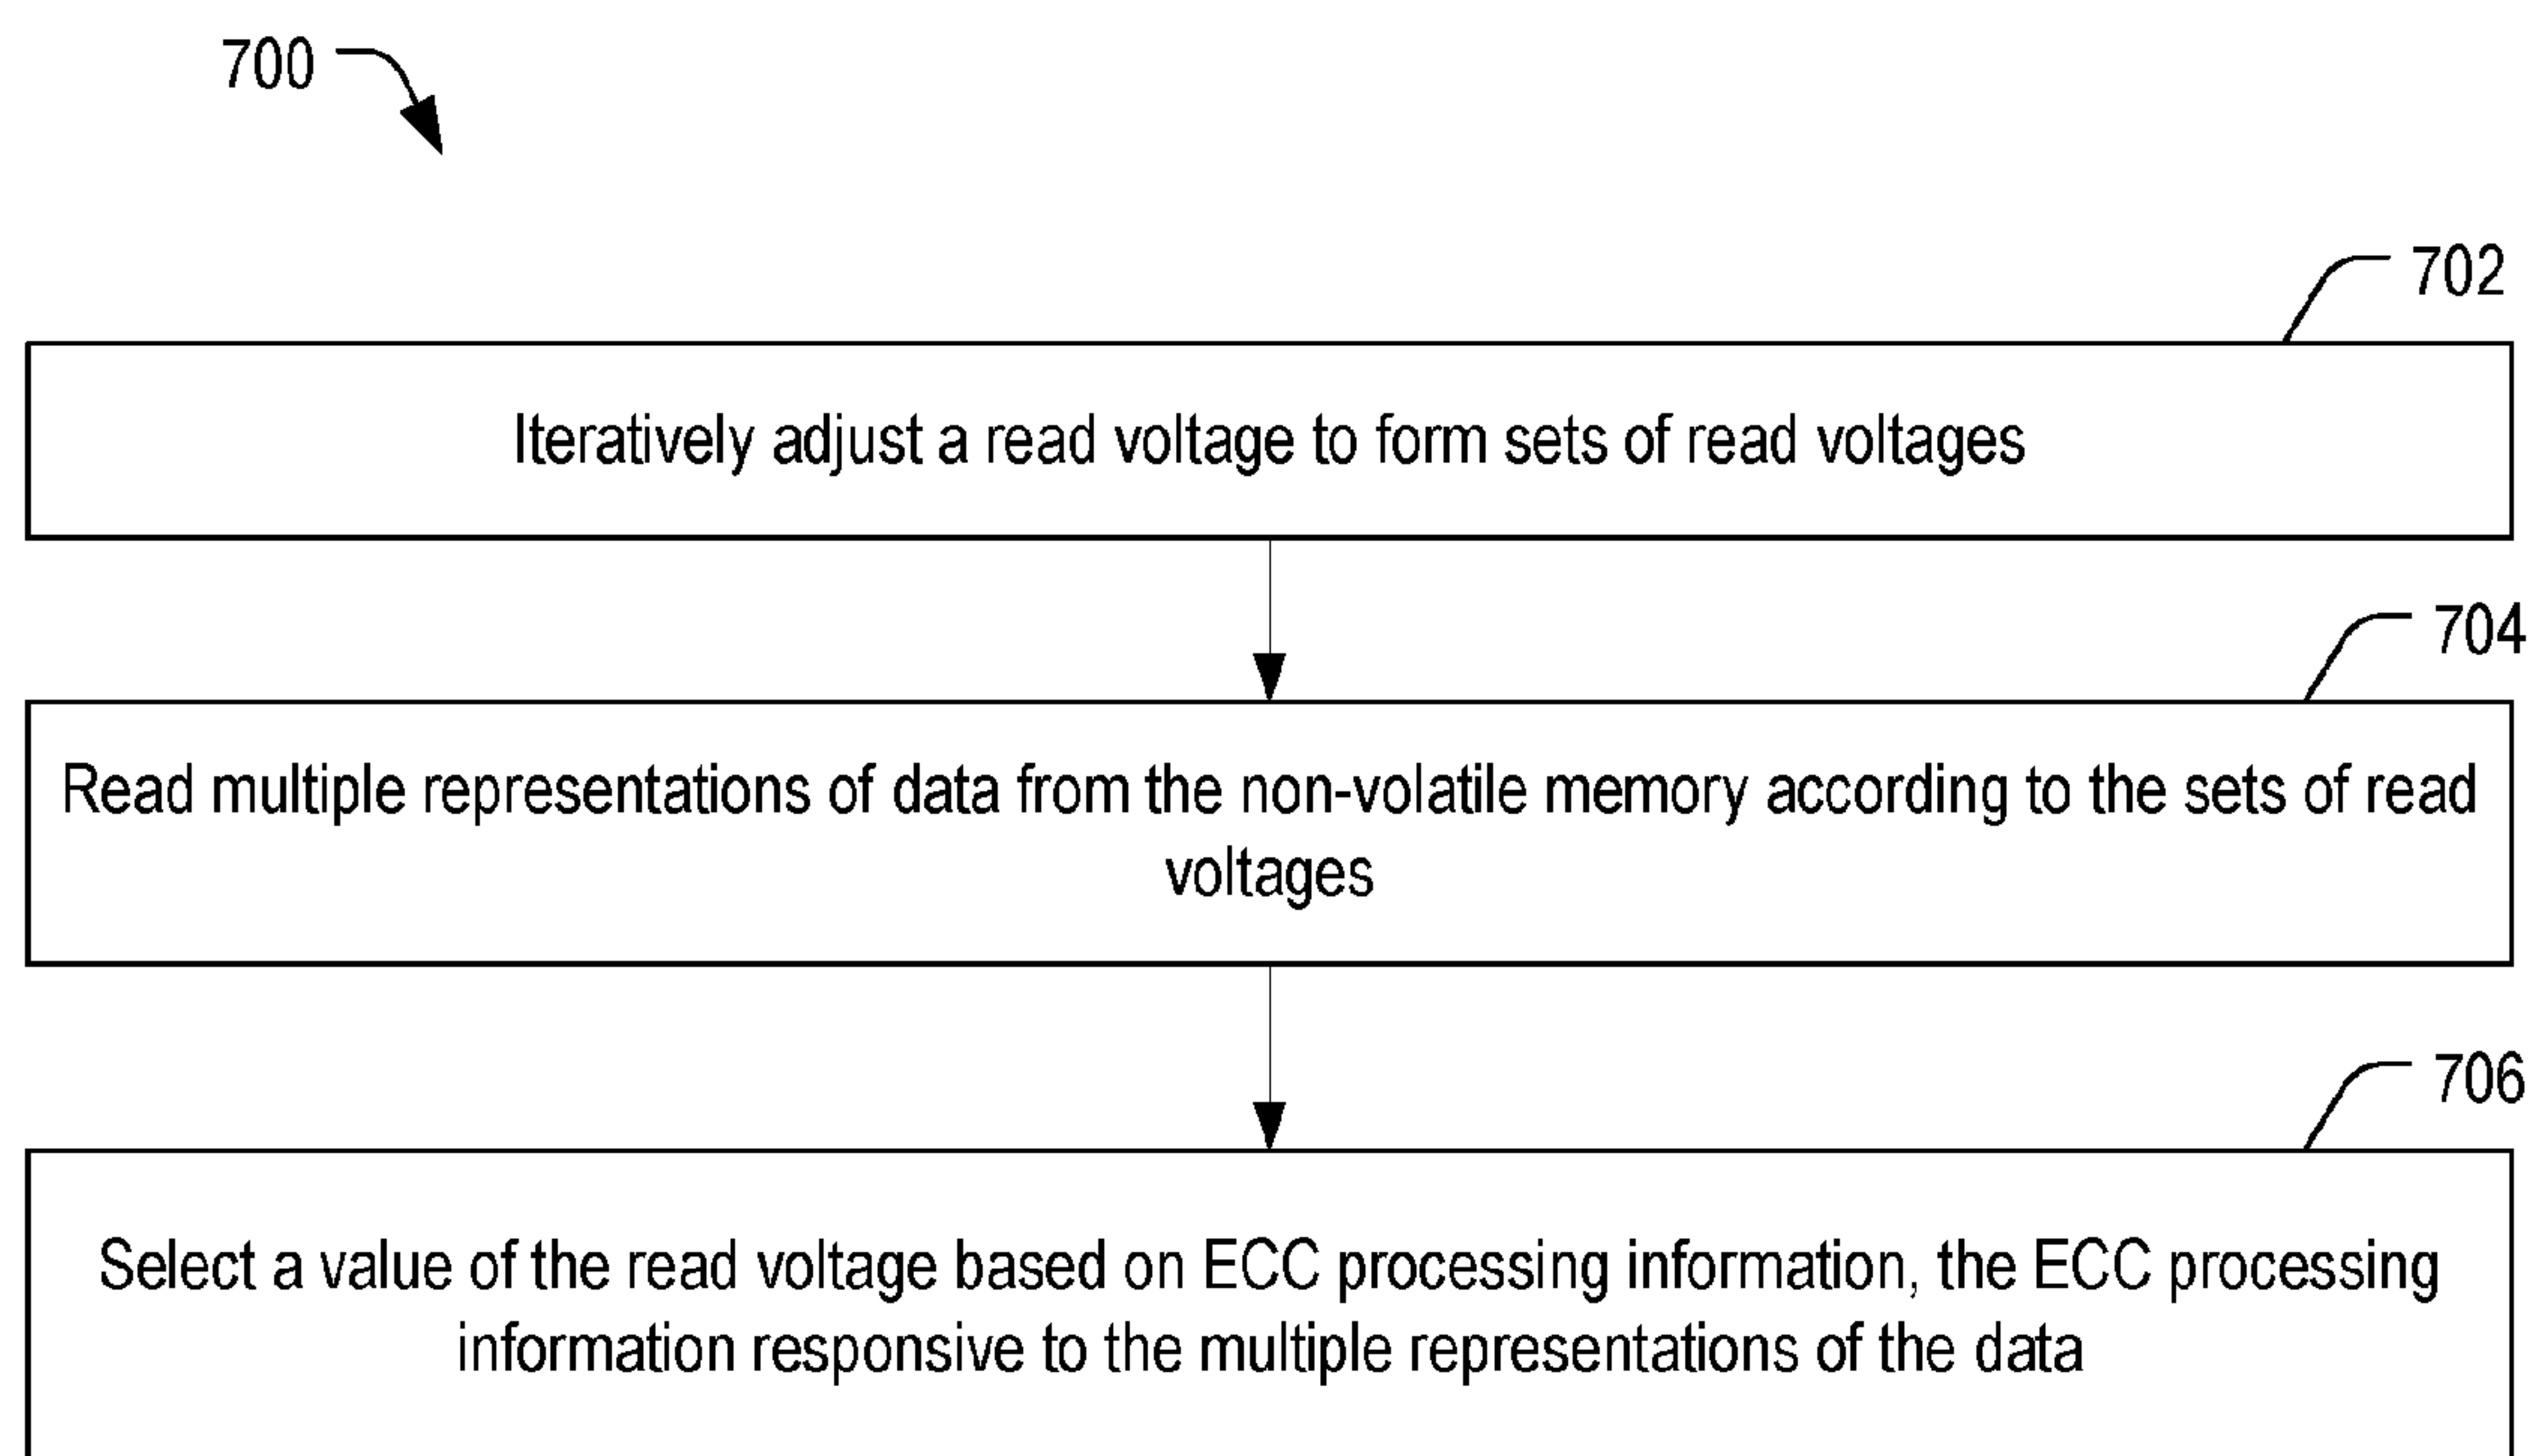 700
702
Iteratively adjust a read voltage to form sets of read voltages
704
Read multiple representations of data from the non-volatile memory according to the sets of read
voltages
706
Select a value of the read voltage based on ECC processing information, the ECC processing
information responsive to the multiple representations of the data